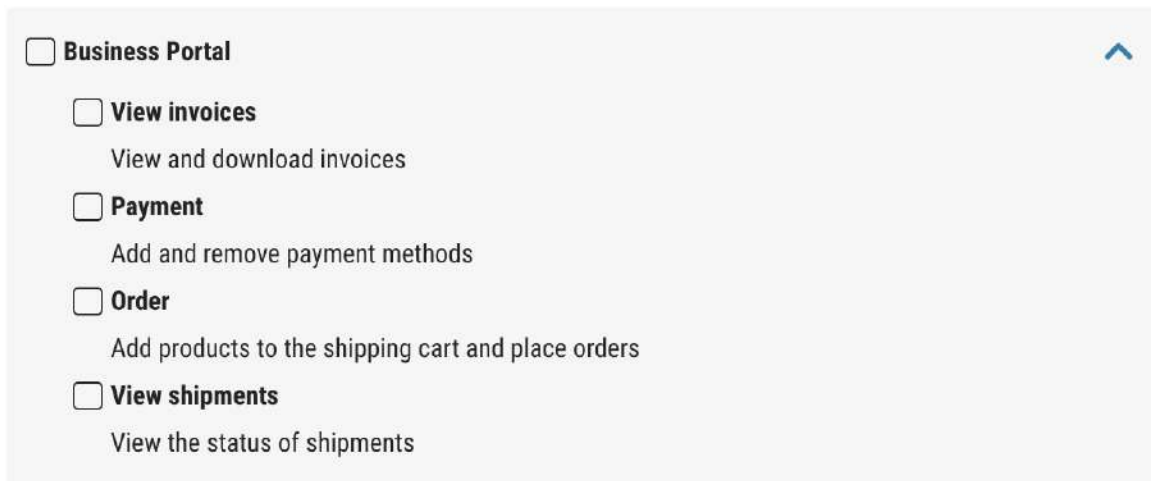 Business Portal
View invoices
View and download invoices
Payment
Add and remove payment methods
Order
Add products to the shipping cart and place orders
View shipments
View the status of shipments